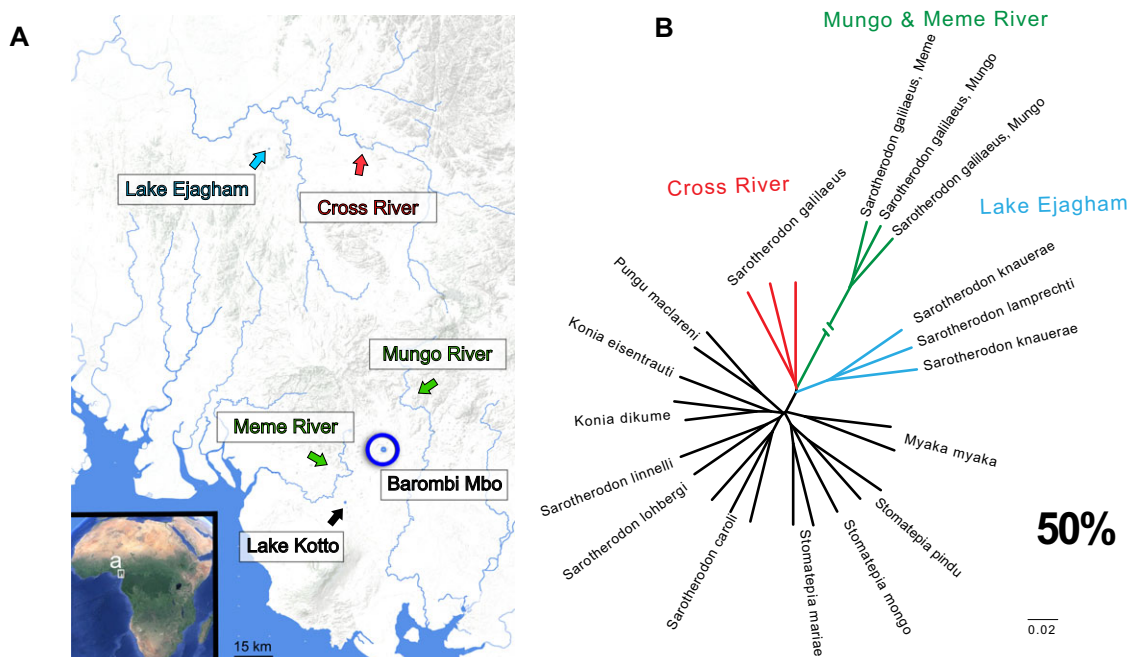 A
Lake Ejagham
Cross River
Mungo River
Meme River
Barombi Mbo
Lake Kotto
a
15 km
B
Mungo & Meme River
Sarotherodon galilaeus, Meme
Sarotherodon galilaeus, Mungo
Sarotherodon galilaeus, Mungo
Cross River
Sarotherodon galilaeus
Lake Ejagham
Sarotherodon knauerae
Sarotherodon lamprechti
Sarotherodon knauerae
Pungu maclareni
Konia eisentrauti
Konia dikume
Sarotherodon linnelli
Sarotherodon lohbergi
Sarotherodon caroli
Stomatepia mariae
Stomatepia mongo
Stomatepia pindu
Myaka myaka
50%
0.02